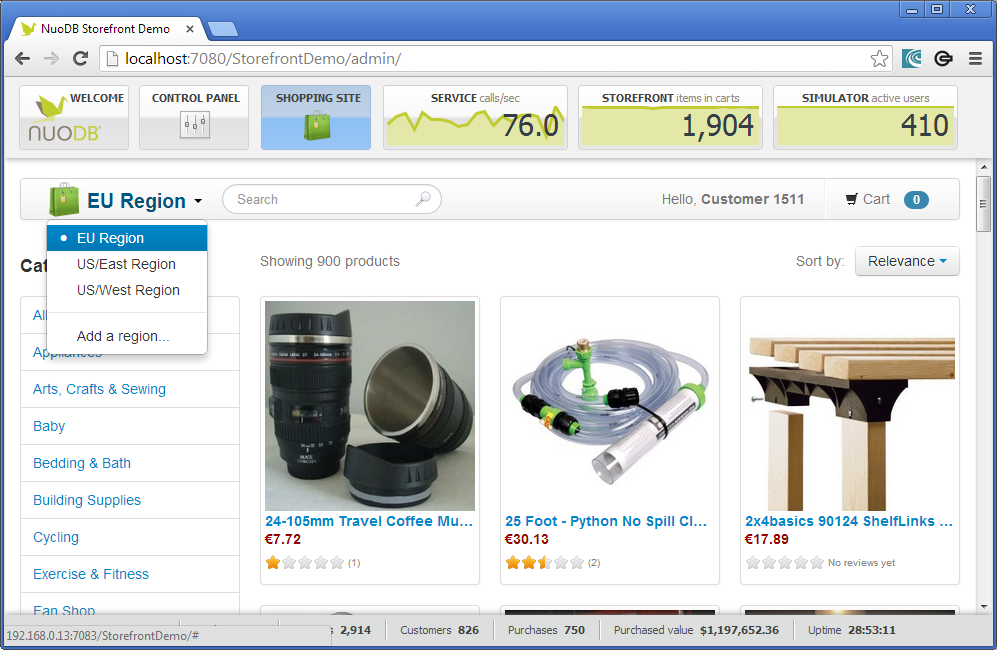 NuoDB Storefront Demo
localhost:7080/StorefrontDemo/admin/
WELCOME
NUODB
CONTROL PANEL
SHOPPING SITE
SERVICE calls/sec
76.0
STOREFRONT items in carts
1,904
SIMULATOR active users
410
EU Region
Search
Hello, Customer 1511
Cart
0
EU Region
US/East Region
US/West Region
Add a region...
Showing 900 products
Sort by:
Relevance
All
Appliances
Arts, Crafts & Sewing
Baby
Bedding & Bath
Building Supplies
Cycling
Exercise & Fitness
Fan Shop
24-105mm Travel Coffee Mu...
€7.72
(1)
25 Foot - Python No Spill Cl...
€30.13
(2)
2x4basics 90124 ShelfLinks ...
€17.89
No reviews yet
192.168.0.13:7083/StorefrontDemo/#
2,914
Customers 826
Purchases 750
Purchased value $1,197,652.36
Uptime 28:53:11